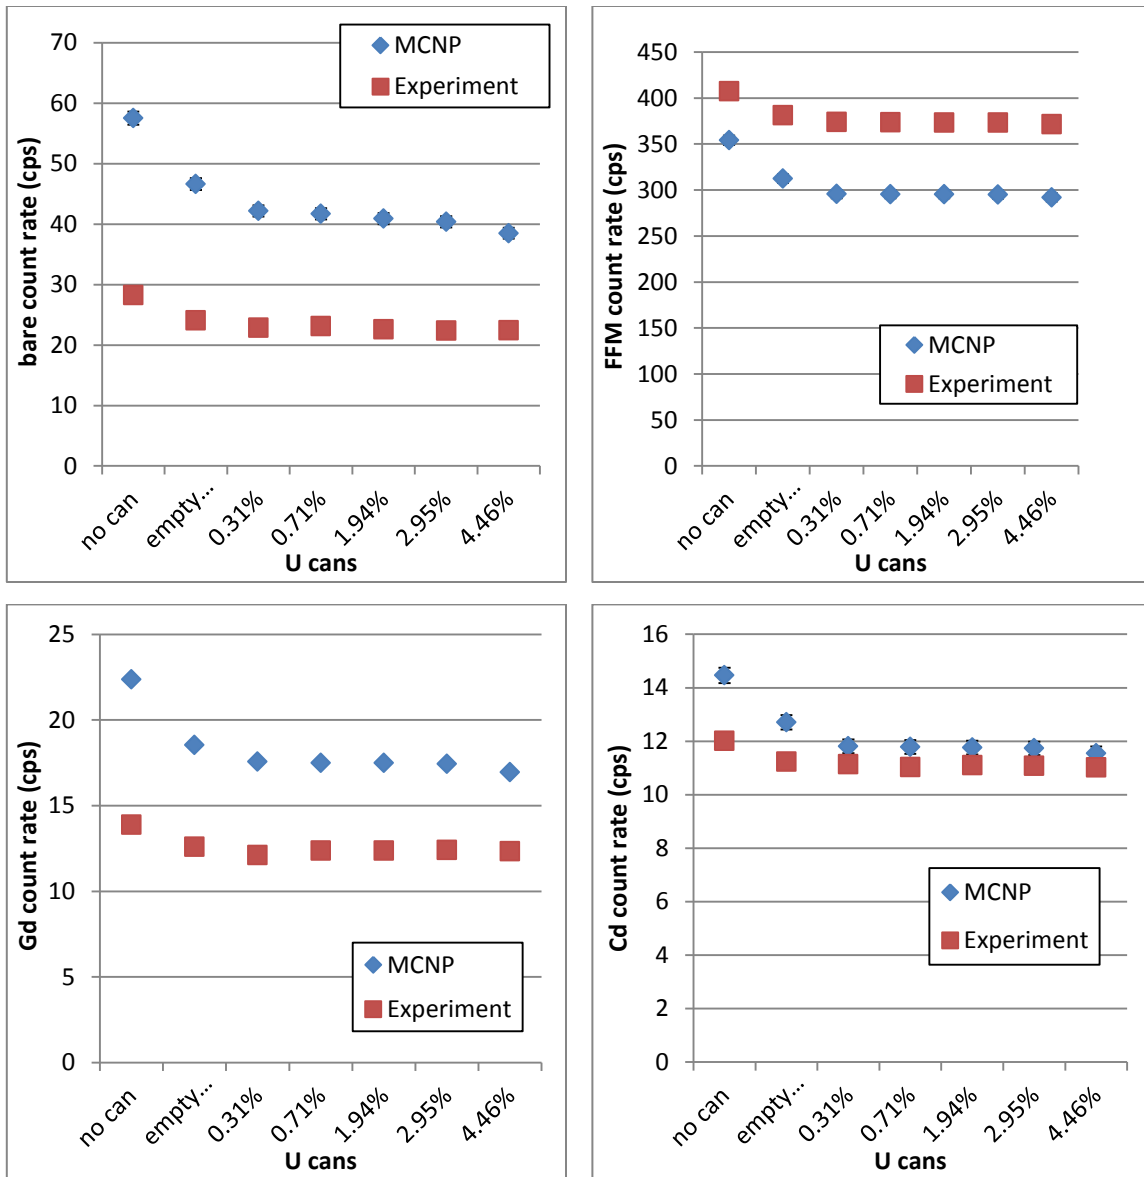 70
60
50
40
30
20
10
0
bare count rate (cps)
MCNP
Experiment
no can
empty...
0.31%
0.71%
1.94%
2.95%
4.46%
U cans
450
400
350
300
250
200
150
100
50
0
FFM count rate (cps)
MCNP
Experiment
no can
empty...
0.31%
0.71%
1.94%
2.95%
4.46%
U cans
25
20
15
10
5
0
Gd count rate (cps)
MCNP
Experiment
no can
empty...
0.31%
0.71%
1.94%
2.95%
4.46%
U cans
16
14
12
10
8
6
4
2
0
Cd count rate (cps)
MCNP
Experiment
no can
empty...
0.31%
0.71%
1.94%
2.95%
4.46%
U cans